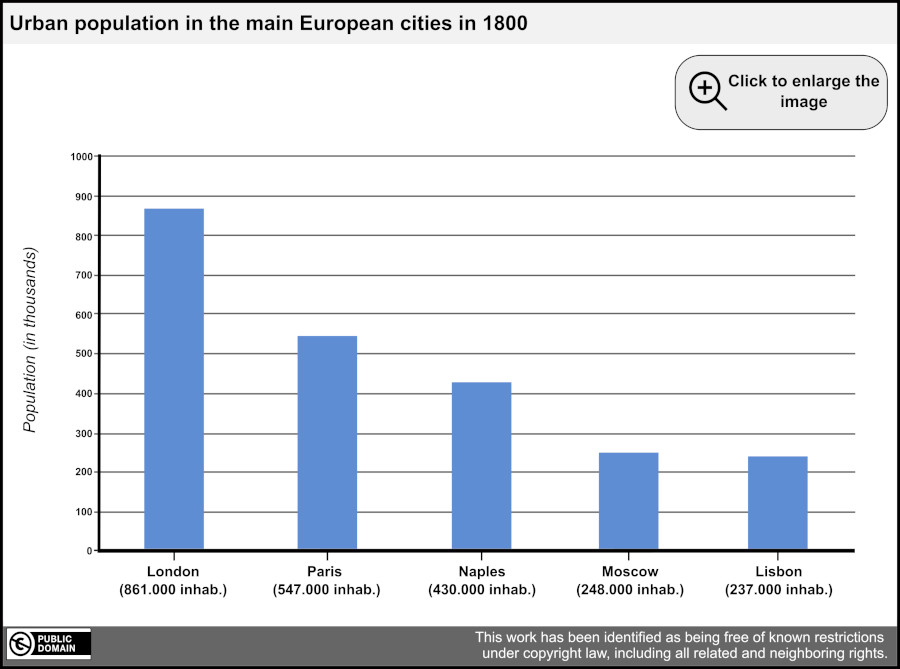 Urban population in the main European cities in 1800
Click to enlarge the
image
Population (in thousands)
1000
900
800
700
600
500
400
300
200
100
0
London
(861.000 inhab.)
Paris
(547.000 inhab.)
Naples
(430.000 inhab.)
Moscow
(248.000 inhab.)
Lisbon
(237.000 inhab.)
PUBLIC
DOMAIN
This work has been identified as being free of known restrictions
under copyright law, including all related and neighboring rights.